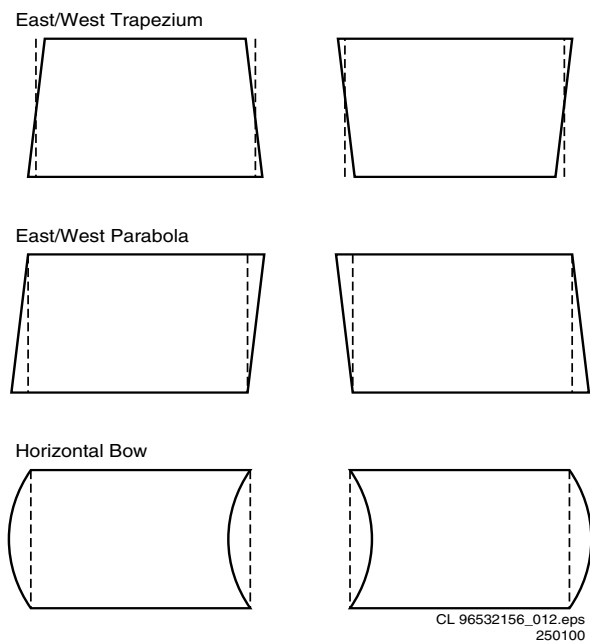 East/West Trapezium
East/West Parabola
Horizontal Bow
CL 96532156_012.eps
250100